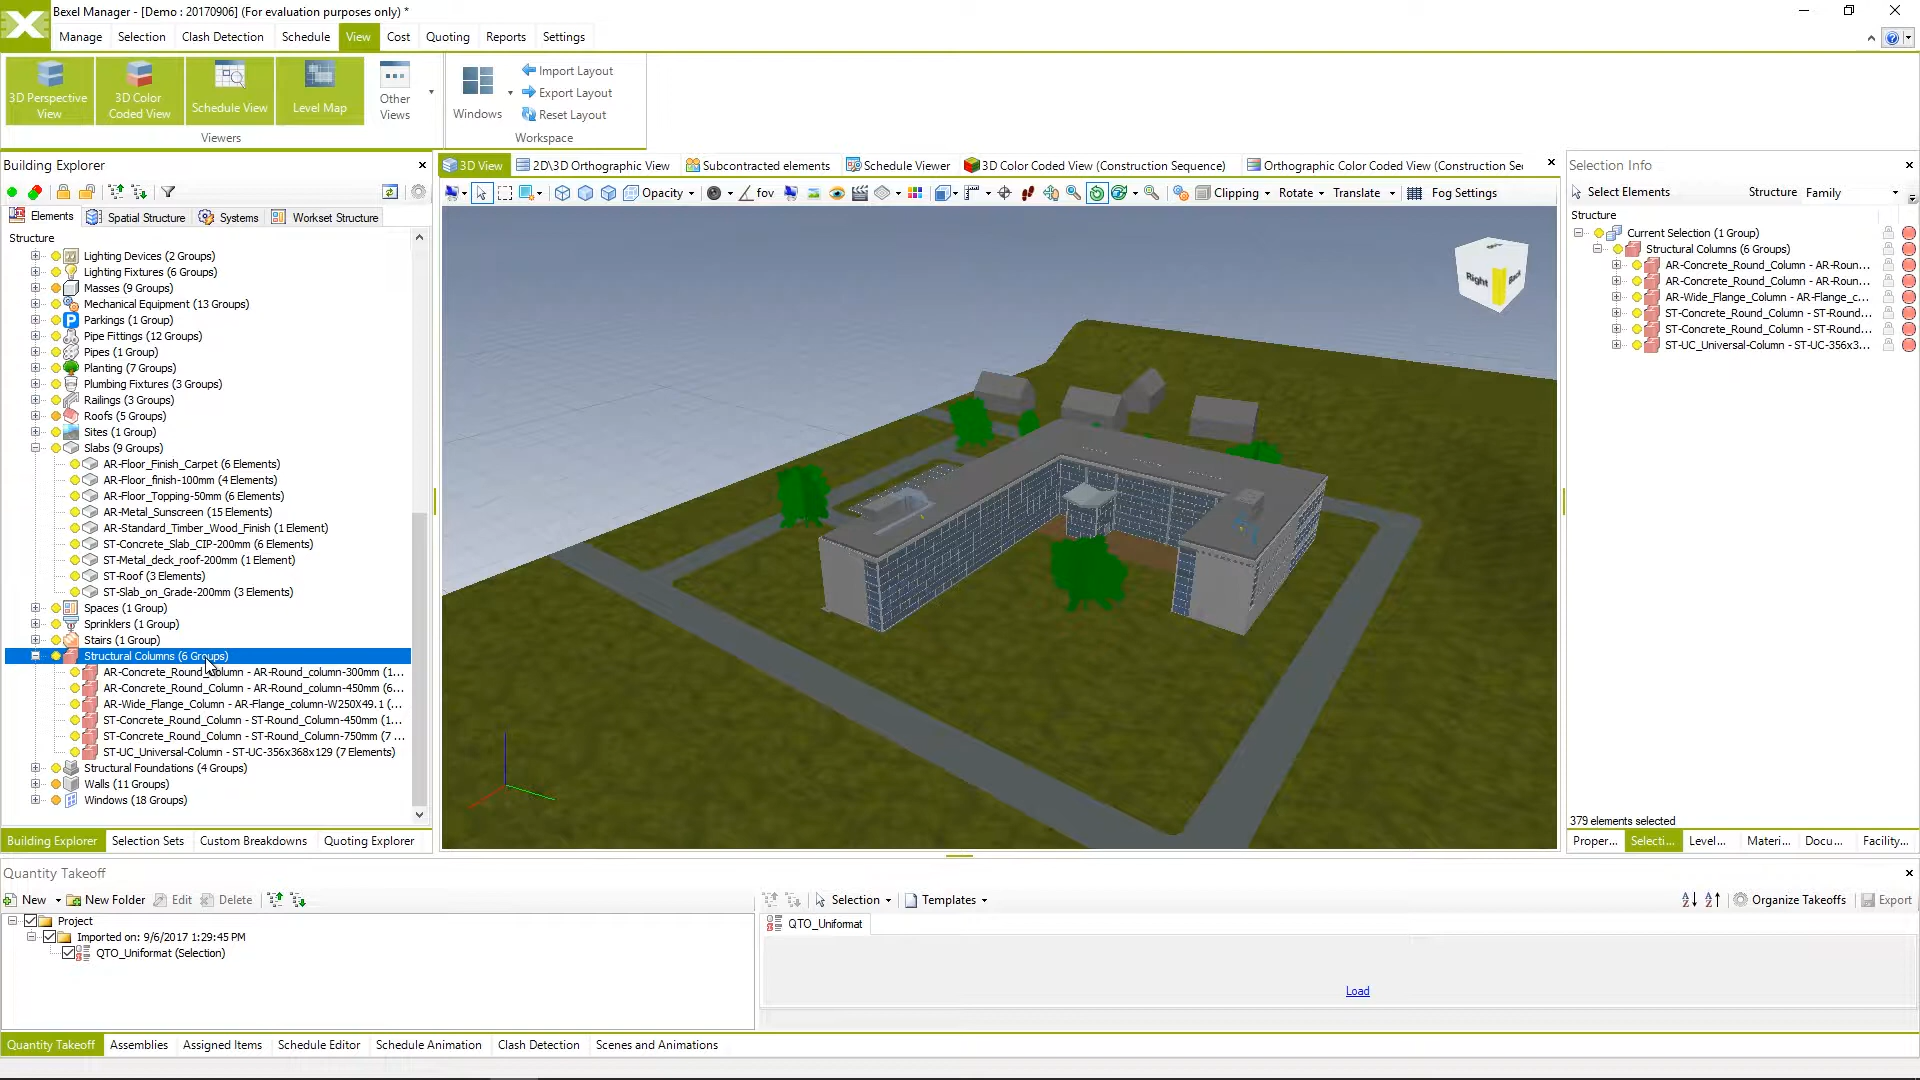 Bexel Manager - [Demo : 20170906] (For evaluation purposes only) *
Manage Selection Clash Detection Schedule View Cost Quoting Reports Settings
3D Perspective View
3D Color Coded View
Schedule View
Level Map
Other Views
Windows
Import Layout
Export Layout
Reset Layout
Viewers
Workspace
Building Explorer
Elements Spatial Structure Systems Workset Structure
Structure
Lighting Devices (2 Groups)
Lighting Fixtures (6 Groups)
Masses (9 Groups)
Mechanical Equipment (13 Groups)
Parkings (1 Group)
Pipe Fittings (12 Groups)
Pipes (1 Group)
Planting (7 Groups)
Plumbing Fixtures (3 Groups)
Railings (3 Groups)
Roofs (5 Groups)
Sites (1 Group)
Slabs (9 Groups)
AR-Floor_Finish_Carpet (6 Elements)
AR-Floor_finish-100mm (4 Elements)
AR-Floor_Topping-50mm (6 Elements)
AR-Metal_Sunscreen (15 Elements)
AR-Standard_Timber_Wood_Finish (1 Element)
ST-Concrete_Slab_CIP-200mm (6 Elements)
ST-Metal_deck_roof-200mm (1 Element)
ST-Roof (3 Elements)
ST-Slab_on_Grade-200mm (3 Elements)
Spaces (1 Group)
Sprinklers (1 Group)
Stairs (1 Group)
Structural Columns (6 Groups)
AR-Concrete_Round_Column - AR-Round_column-300mm (1...
AR-Concrete_Round_Column - AR-Round_column-450mm (6...
AR-Wide_Flange_Column - AR-Flange_column-W250X49.1 (...
ST-Concrete_Round_Column - ST-Round_Column-450mm (1...
ST-Concrete_Round_Column - ST-Round_Column-750mm (7 ...
ST-UC_Universal-Column - ST-UC-356x368x129 (7 Elements)
Structural Foundations (4 Groups)
Walls (11 Groups)
Windows (18 Groups)
Building Explorer Selection Sets Custom Breakdowns Quoting Explorer
3D View 2D\3D Orthographic View Subcontracted elements Schedule Viewer 3D Color Coded View (Construction Sequence) Orthographic Color Coded View (Construction Se
Opacity fov Clipping Rotate Translate Fog Settings
Right Back
Selection Info
Select Elements Structure Family
Structure
Current Selection (1 Group)
Structural Columns (6 Groups)
AR-Concrete_Round_Column - AR-Roun...
AR-Concrete_Round_Column - AR-Roun...
AR-Wide_Flange_Column - AR-Flange_c...
ST-Concrete_Round_Column - ST-Round...
ST-Concrete_Round_Column - ST-Round...
ST-UC_Universal-Column - ST-UC-356x3...
379 elements selected
Proper... Selecti... Level... Materi... Docu... Facility...
Quantity Takeoff
New New Folder Edit Delete
Project
Imported on: 9/6/2017 1:29:45 PM
QTO_Uniformat (Selection)
Selection Templates Organize Takeoffs Export
QTO_Uniformat
Load
Quantity Takeoff Assemblies Assigned Items Schedule Editor Schedule Animation Clash Detection Scenes and Animations